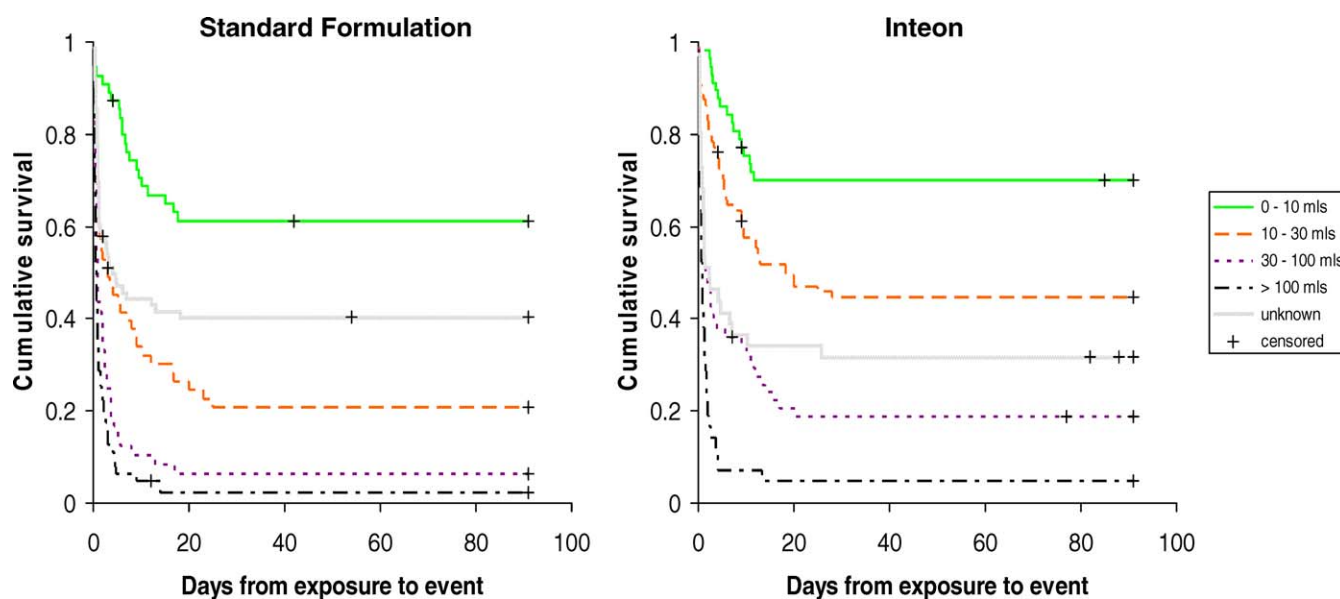 Standard Formulation
1
0.8
0.6
0.4
0.2
0
Cumulative survival
0 20 40 60 80 100
Days from exposure to event
Inteon
1
0.8
0.6
0.4
0.2
0
Cumulative survival
0 20 40 60 80 100
Days from exposure to event
0 - 10 mls
10 - 30 mls
30 - 100 mls
> 100 mls
unknown
censored